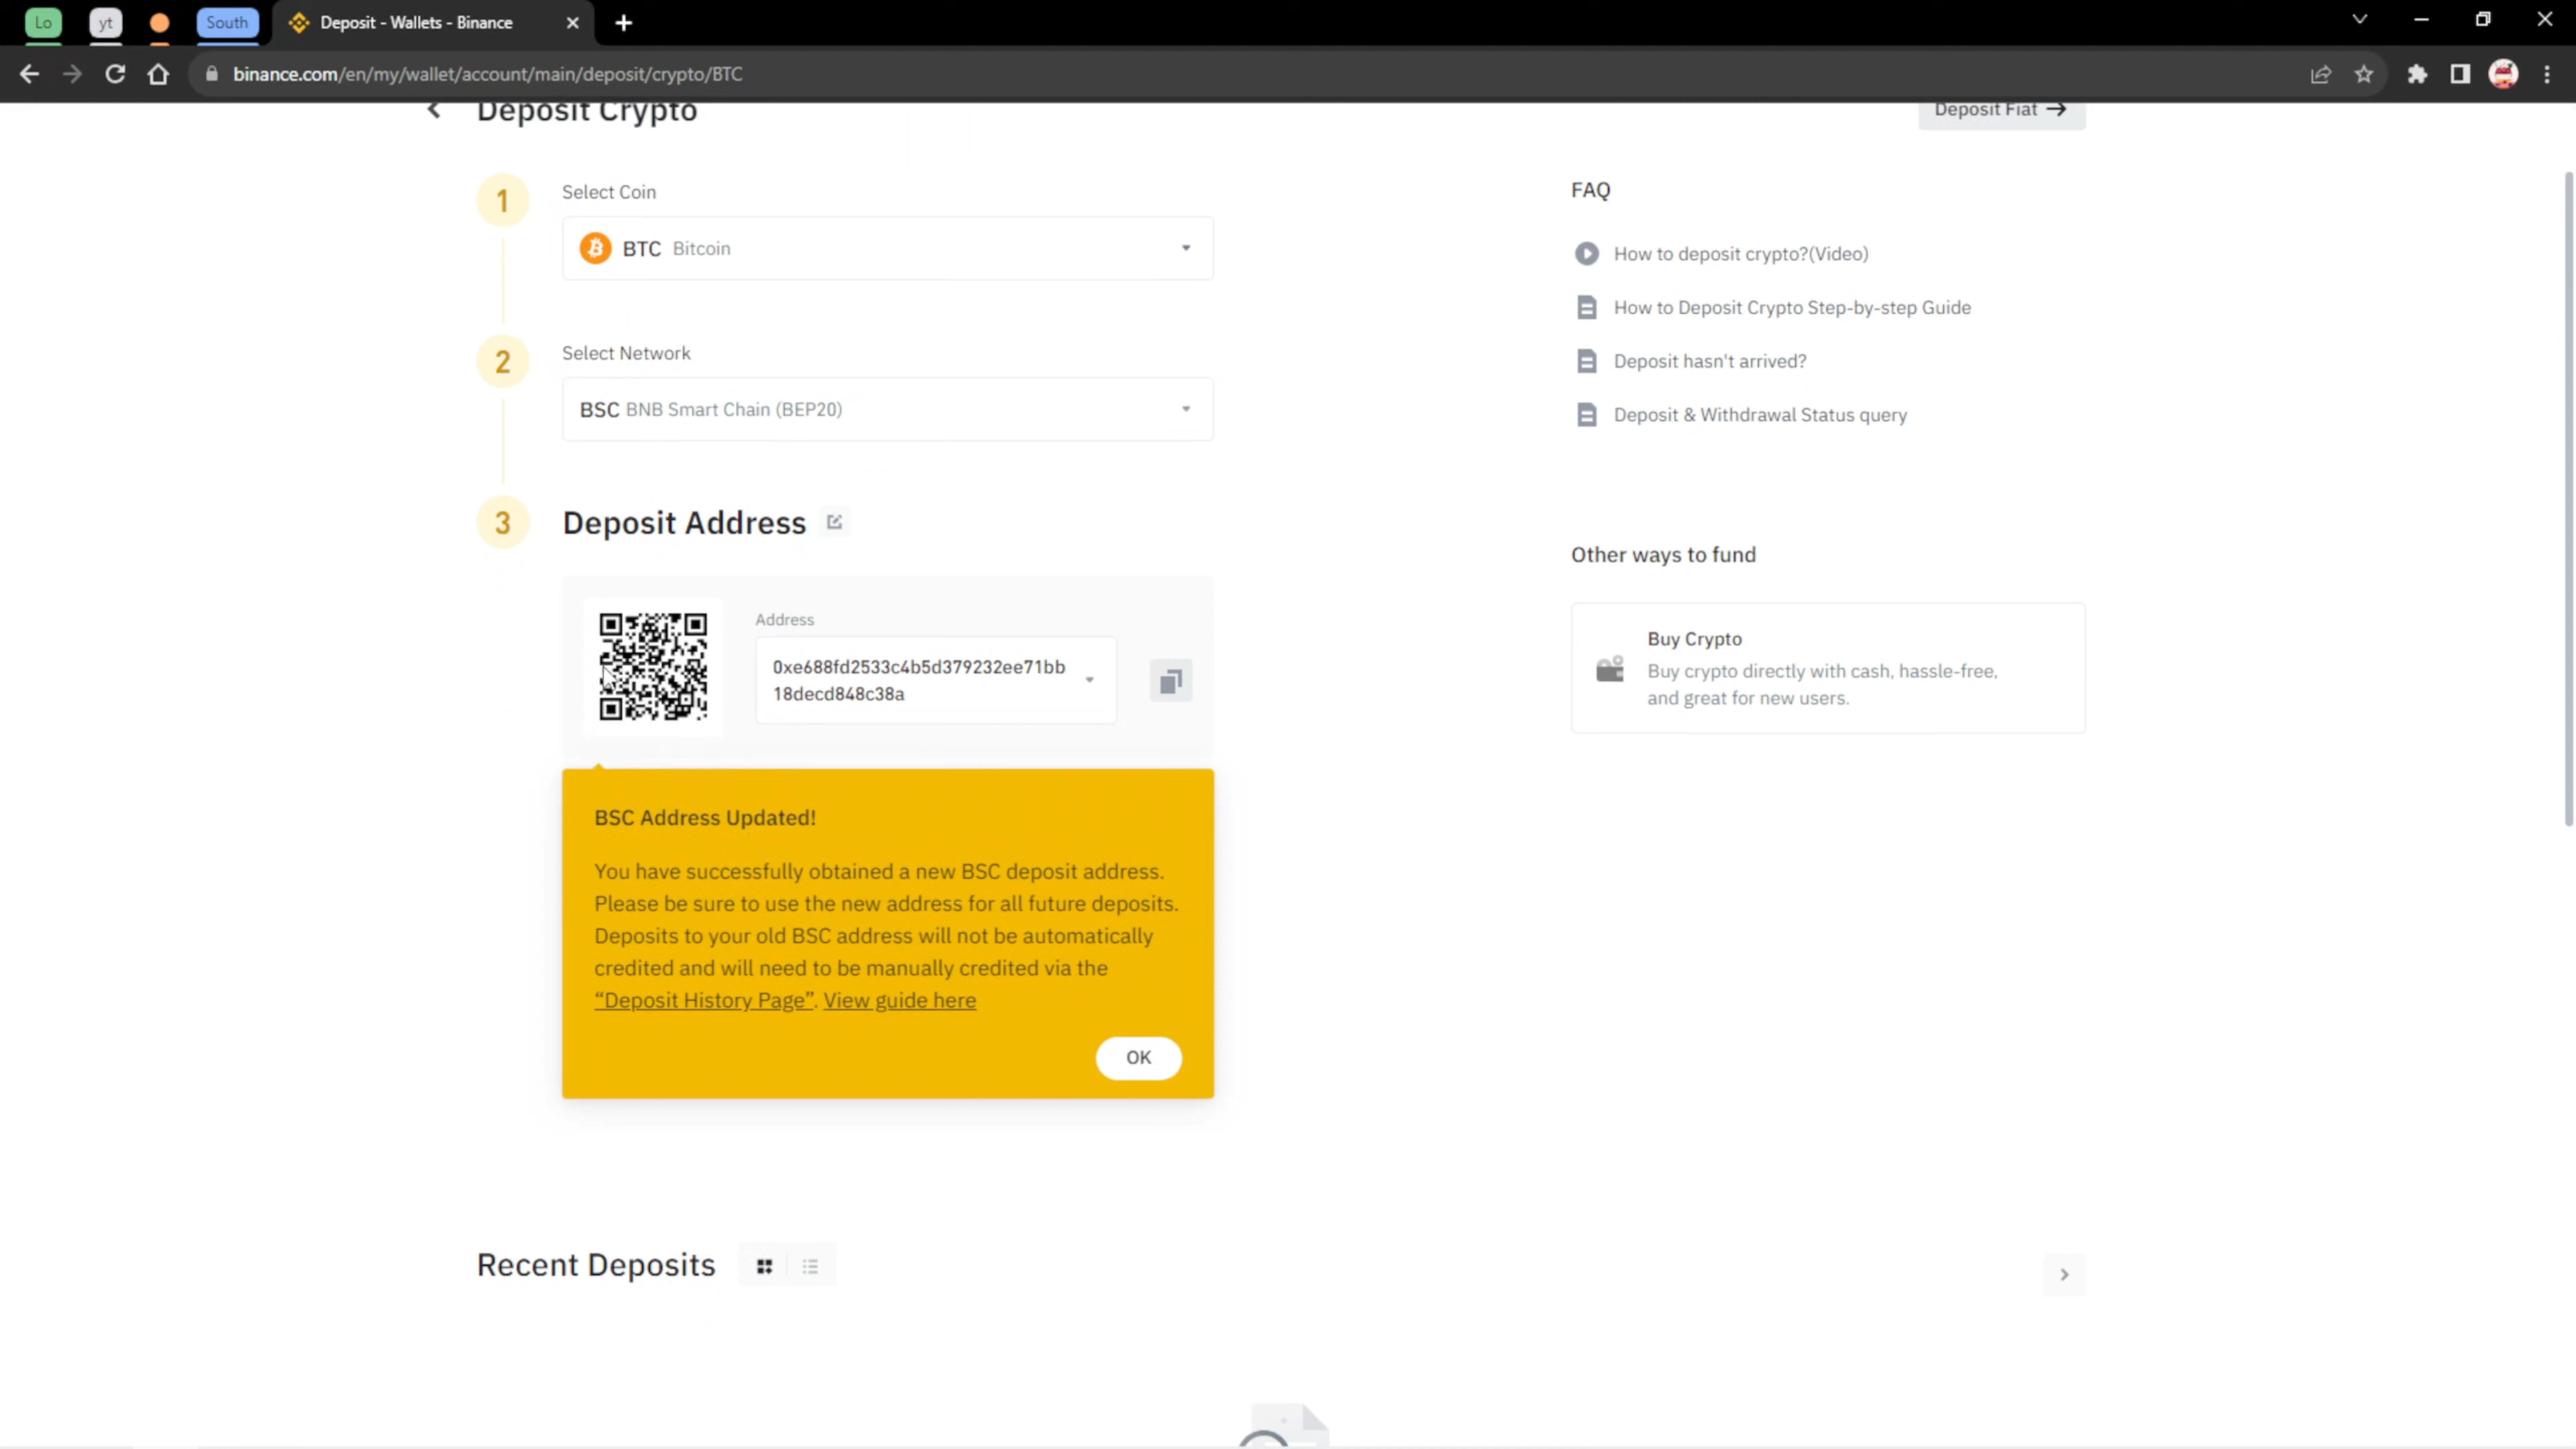 Lo
yt
South
Deposit - Wallets - Binance
binance.com/en/my/wallet/account/main/deposit/crypto/BTC
Deposit Crypto
Deposit Fiat
1
Select Coin
BTC Bitcoin
2
Select Network
BSC BNB Smart Chain (BEP20)
3
Deposit Address
Address
0xe688fd2533c4b5d379232ee71bb
18decd848c38a
BSC Address Updated!
You have successfully obtained a new BSC deposit address.
Please be sure to use the new address for all future deposits.
Deposits to your old BSC address will not be automatically
credited and will need to be manually credited via the
“Deposit History Page”. View guide here
OK
FAQ
How to deposit crypto?(Video)
How to Deposit Crypto Step-by-step Guide
Deposit hasn't arrived?
Deposit & Withdrawal Status query
Other ways to fund
Buy Crypto
Buy crypto directly with cash, hassle-free,
and great for new users.
Recent Deposits